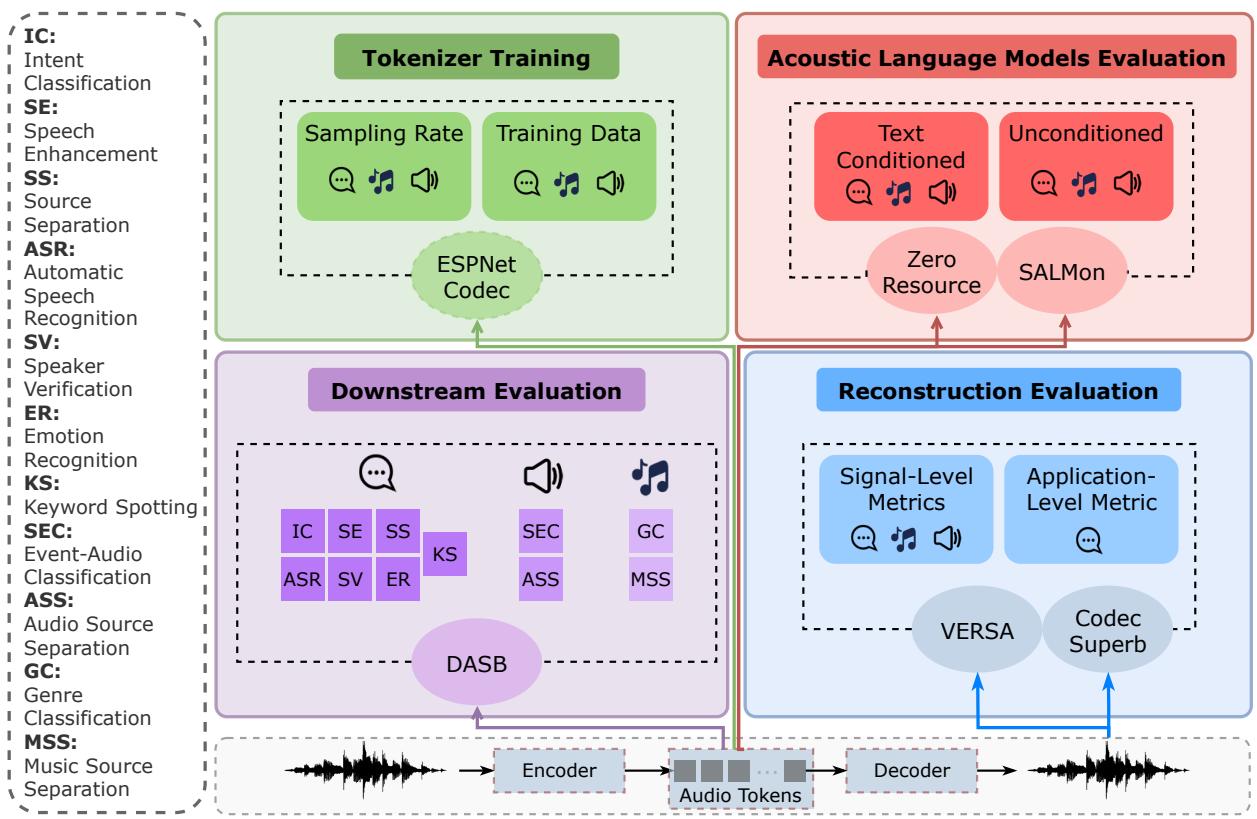 IC:
Intent
Classification
SE:
Speech
Enhancement
SS:
Source
Separation
ASR:
Automatic
Speech
Recognition
SV:
Speaker
Verification
ER:
Emotion
Recognition
KS:
Keyword Spotting
SEC:
Event-Audio
Classification
ASS:
Audio Source
Separation
GC:
Genre
Classification
MSS:
Music Source
Separation
Tokenizer Training
Sampling Rate
Training Data
ESPNet
Codec
Acoustic Language Models Evaluation
Text
Conditioned
Unconditioned
Zero
Resource
SALMon
Downstream Evaluation
IC SE SS
KS
ASR SV ER
SEC
ASS
GC
MSS
DASB
Reconstruction Evaluation
Signal-Level
Metrics
Application-
Level Metric
VERSA
Codec
Superb
Encoder
Audio Tokens
Decoder